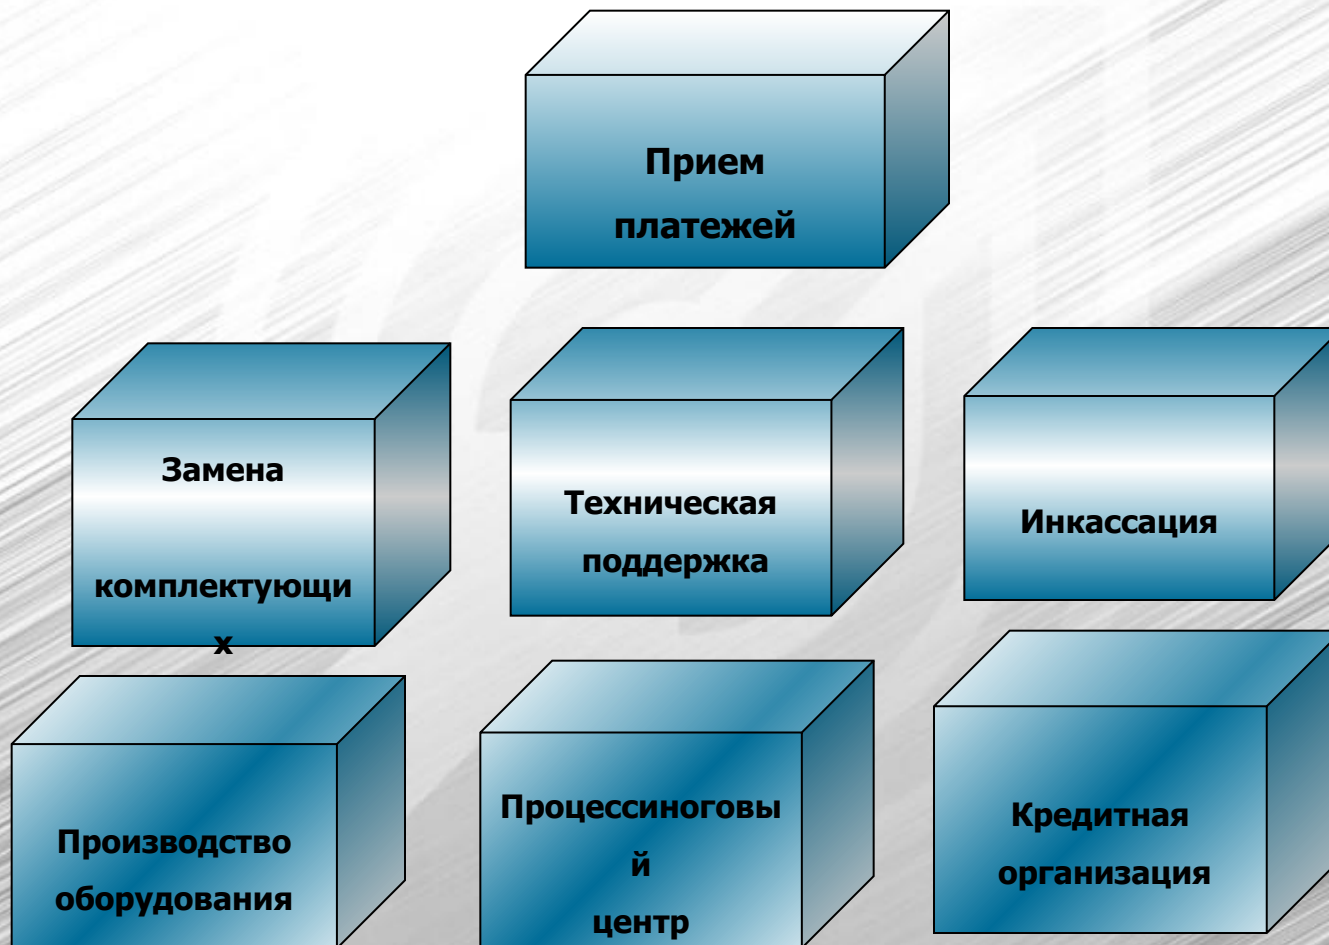 Прием
платежей
Замена
комплектующи
х
Техническая
поддержка
Инкассация
Производство
оборудования
Процессиноговы
й
центр
Кредитная
организация